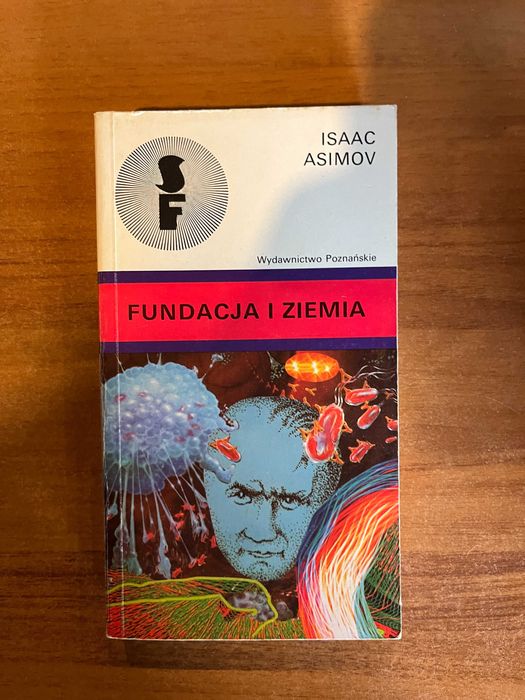 SF
ISAAC
ASIMOV
Wydawnictwo Poznańskie
FUNDACJA I ZIEMIA